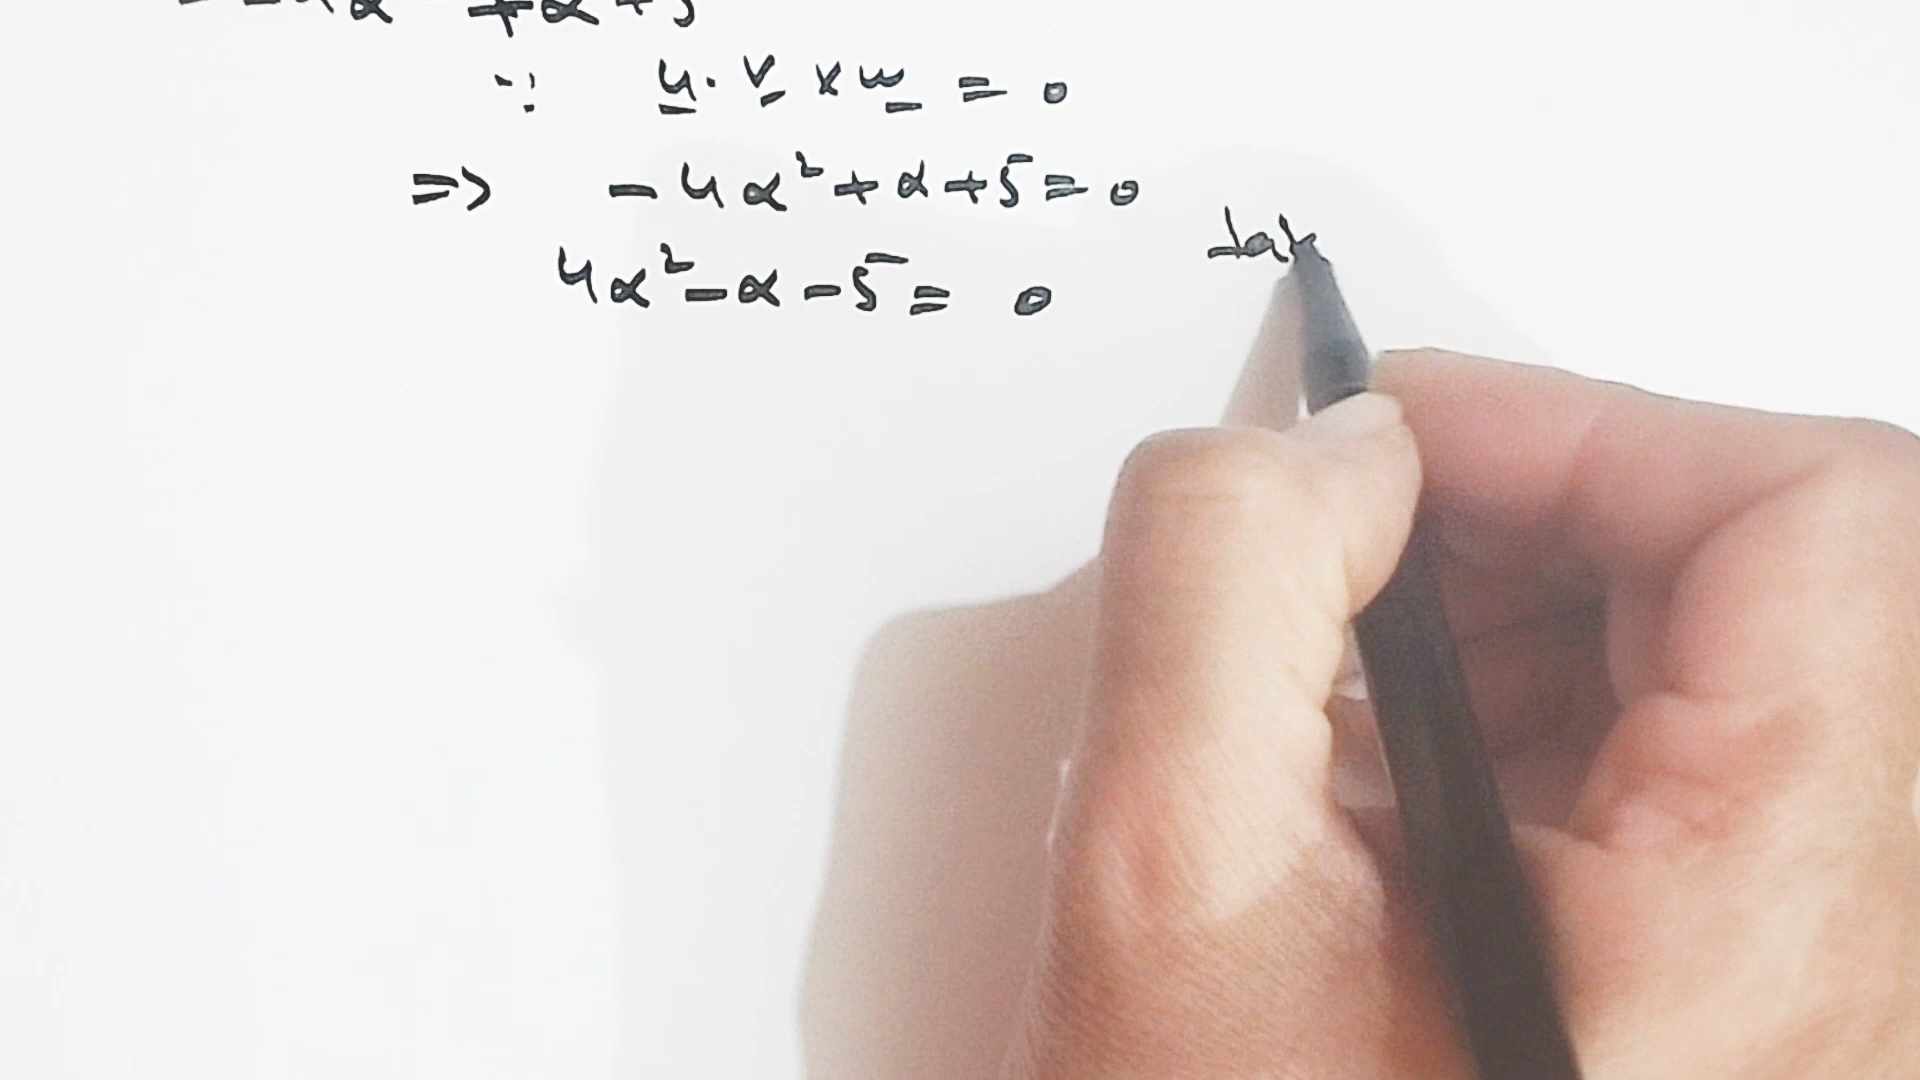 ∵ u . v × w = 0
=> - 4α² + α + 5 = 0
4α² - α - 5 = 0